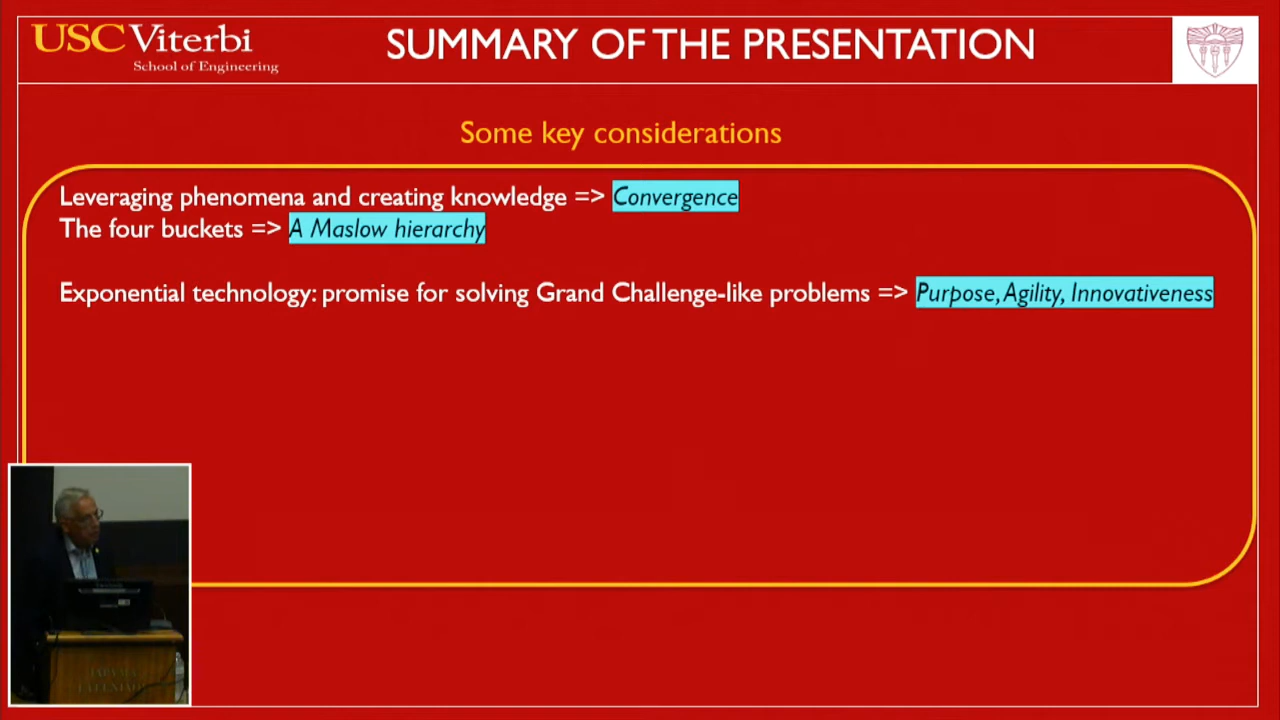 USC Viterbi
School of Engineering
SUMMARY OF THE PRESENTATION
Some key considerations
Leveraging phenomena and creating knowledge => Convergence
The four buckets => A Maslow hierarchy
Exponential technology: promise for solving Grand Challenge-like problems => Purpose, Agility, Innovativeness